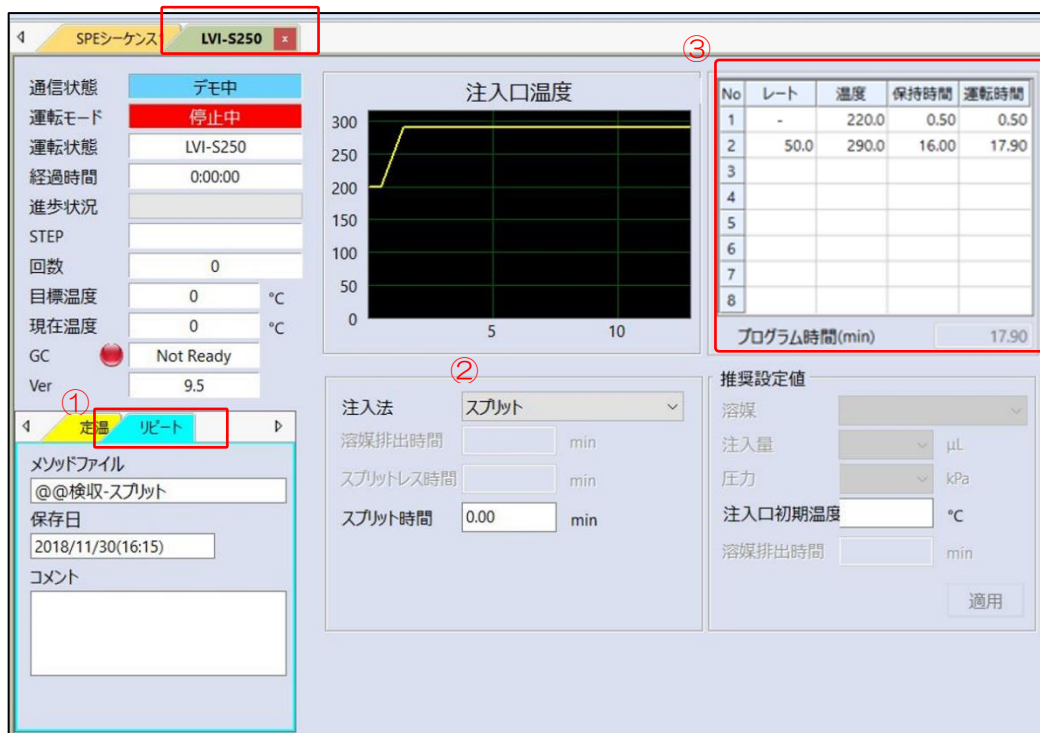 SPEシーケンス
LVI-S250
x
③
通信状態 デモ中
運転モード 停止中
運転状態 LVI-S250
経過時間 0:00:00
進歩状況
STEP
回数 0
目標温度 0 °C
現在温度 0 °C
GC Not Ready
Ver 9.5
注入口温度
300
250
200
150
100
50
0
5 10
No レート 温度 保持時間 運転時間
1 - 220.0 0.50 0.50
2 50.0 290.0 16.00 17.90
3
4
5
6
7
8
プログラム時間(min) 17.90
①
定温 リピート
メソッドファイル
@@検収-スプリット
保存日
2018/11/30(16:15)
コメント
②
注入法 スプリット
溶媒排出時間 min
スプリットレス時間 min
スプリット時間 0.00 min
推奨設定値
溶媒
注入量 μL
圧力 kPa
注入口初期温度 °C
溶媒排出時間 min
適用